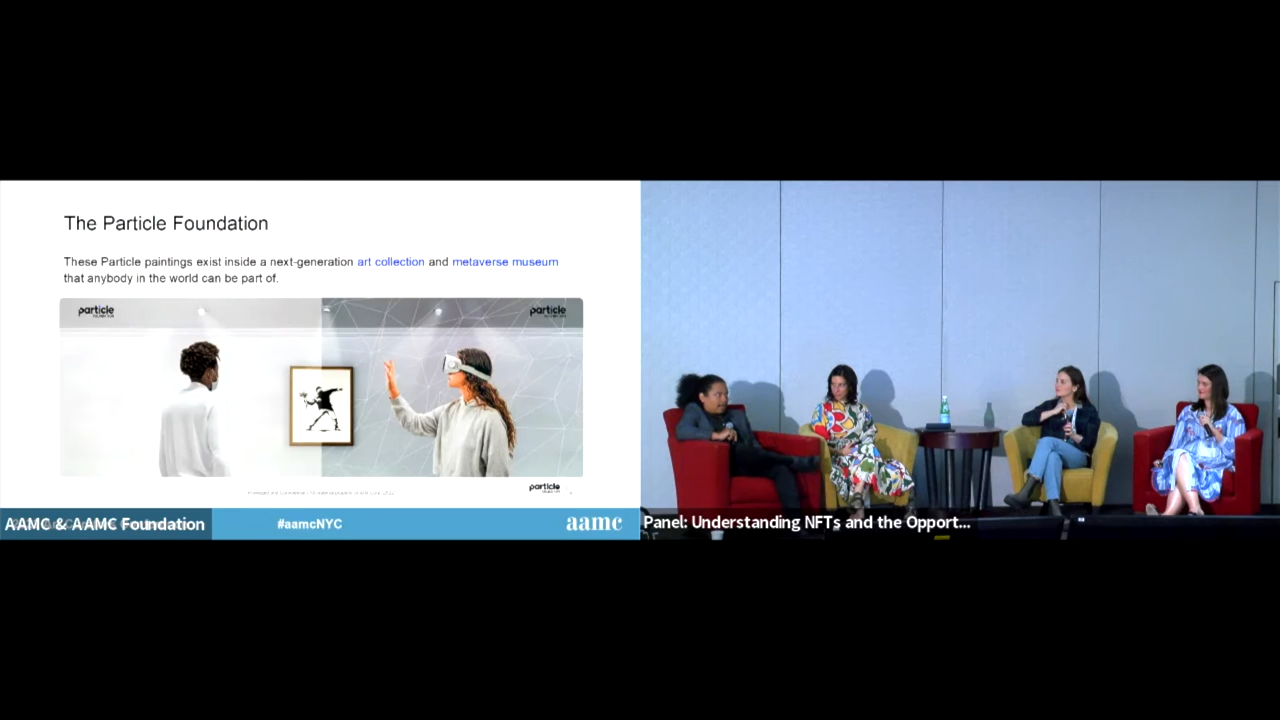 The Particle Foundation
These Particle paintings exist inside a next-generation art collection and metaverse museum
that anybody in the world can be part of.
particle
particle
particle
AAMC & AAMC Foundation
#aamcNYC
aamc
Panel: Understanding NFTs and the Opport...